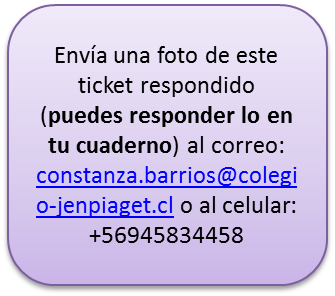 Envía una foto de este
ticket respondido
(puedes responder lo en
tu cuaderno) al correo:
constanza.barrios@colegi
o-jenpiaget.cl o al celular:
+56945834458